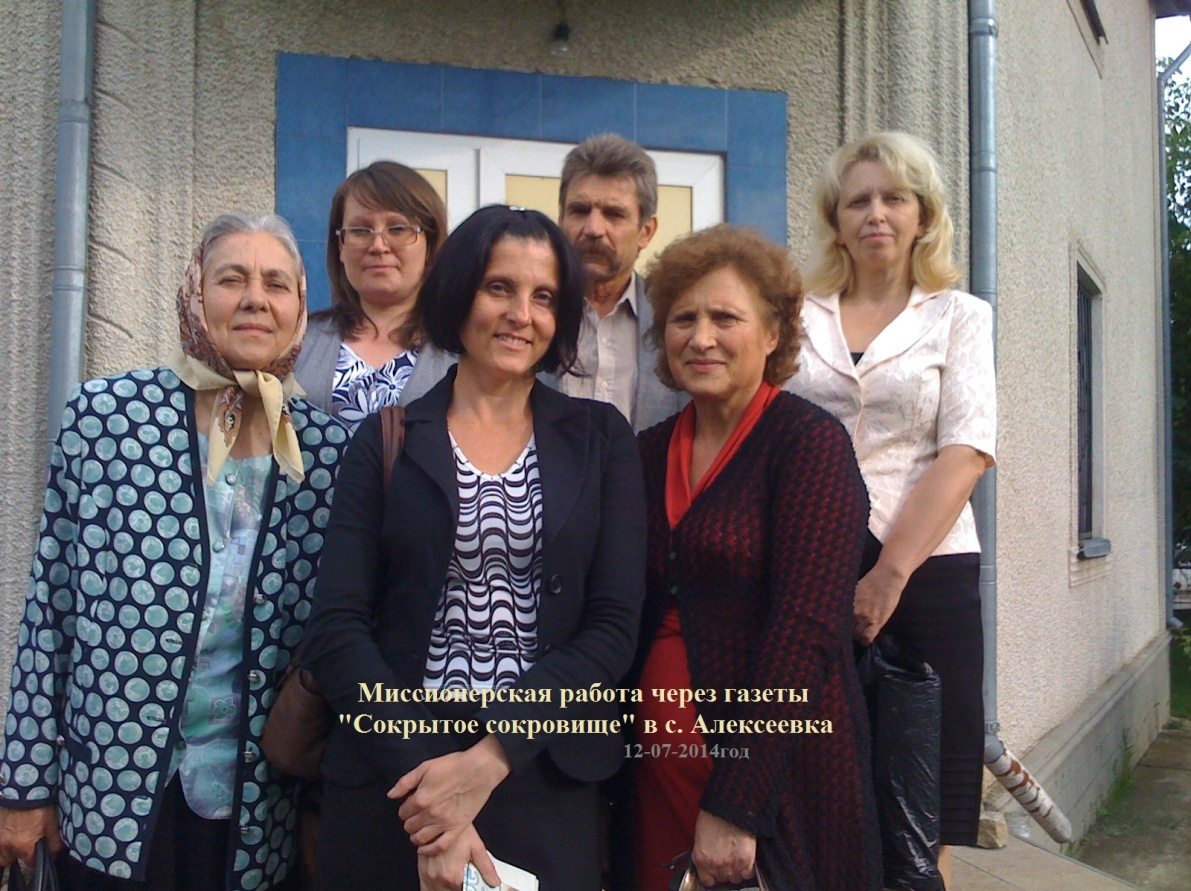 Миссионерская работа через газеты
"Сокрытое сокровище" в с. Алексеевка
12-07-2014год